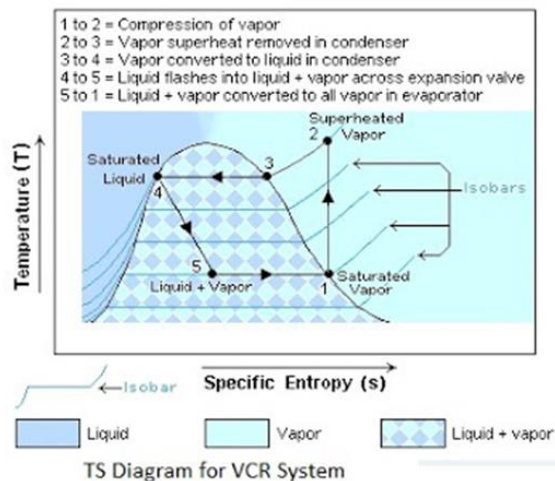 1 to 2 = Compression of vapor
2 to 3 = Vapor superheat removed in condenser
3 to 4 = Vapor converted to liquid in condenser
4 to 5 = Liquid flashes into liquid + vapor across expansion valve
5 to 1 = Liquid + vapor converted to all vapor in evaporator
Temperature (T)
Superheated
2 Vapor
Saturated
Liquid
3
4
Isobars
5
Liquid + Vapor
1
Saturated
Vapor
Specific Entropy (s)
Isobar
Liquid
Vapor
Liquid + vapor
TS Diagram for VCR System